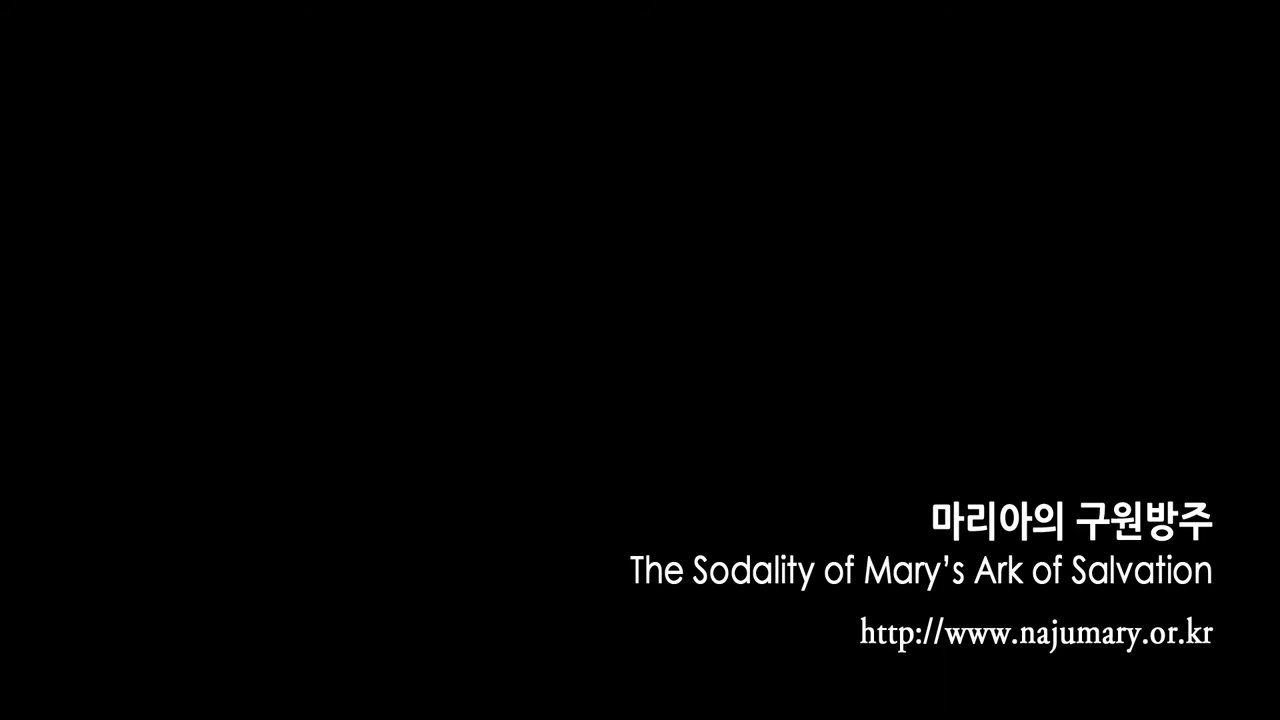 마리아의 구원방주
The Sodality of Mary's Ark of Salvation
http://www.najumary.or.kr